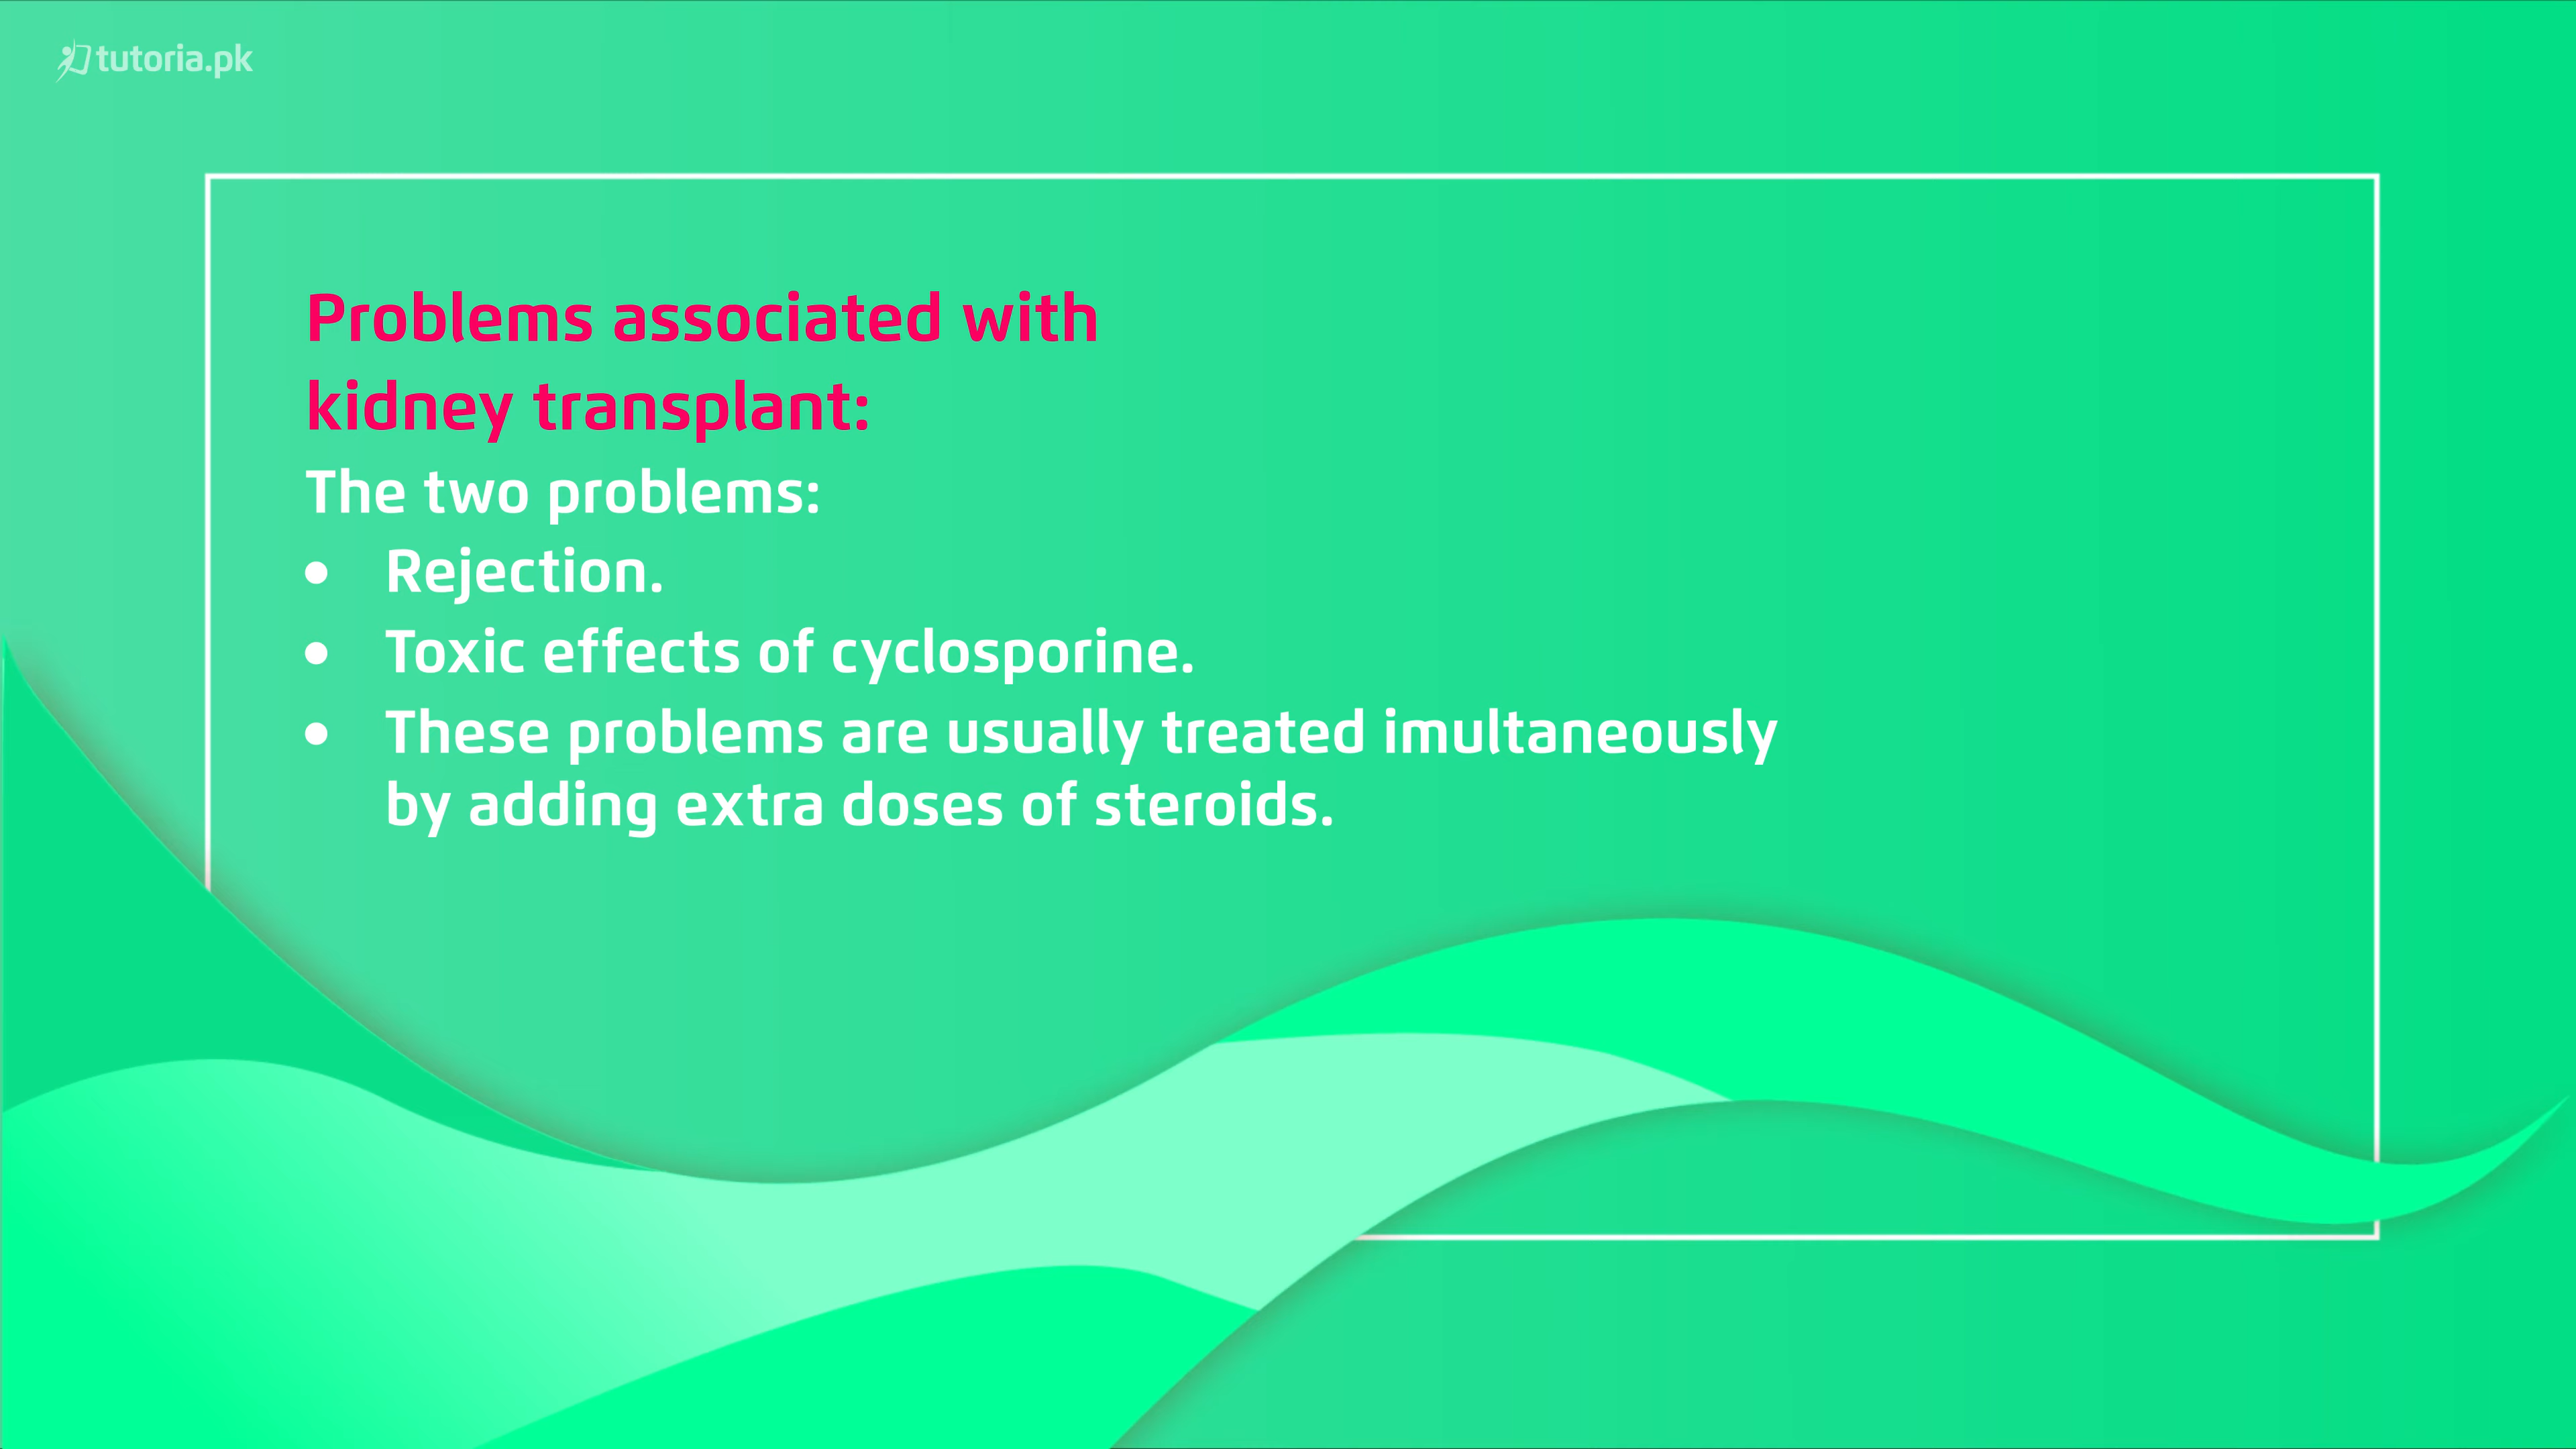 tutoria.pk
Problems associated with
kidney transplant:
The two problems:
• Rejection.
• Toxic effects of cyclosporine.
• These problems are usually treated imultaneously
by adding extra doses of steroids.